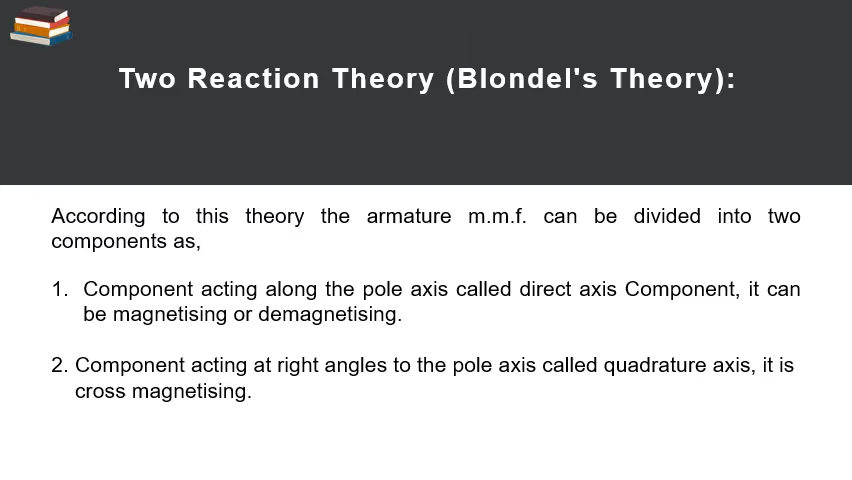 Two Reaction Theory (Blondel's Theory):
According to this theory the armature m.m.f. can be divided into two
components as,
1. Component acting along the pole axis called direct axis Component, it can
be magnetising or demagnetising.
2. Component acting at right angles to the pole axis called quadrature axis, it is
cross magnetising.